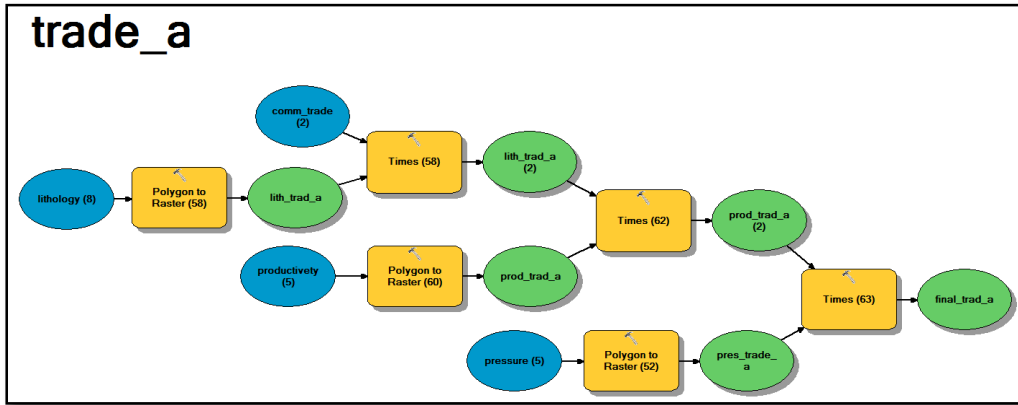 trade_a
comm_trade
(2)
Times (58)
lith_trad_a
(2)
lithology (8)
Polygon to
Raster (58)
lith_trad_a
Times (62)
prod_trad_a
(2)
productivety
(5)
Polygon to
Raster (60)
prod_trad_a
Times (63)
final_trad_a
pressure (5)
Polygon to
Raster (52)
pres_trade_
a